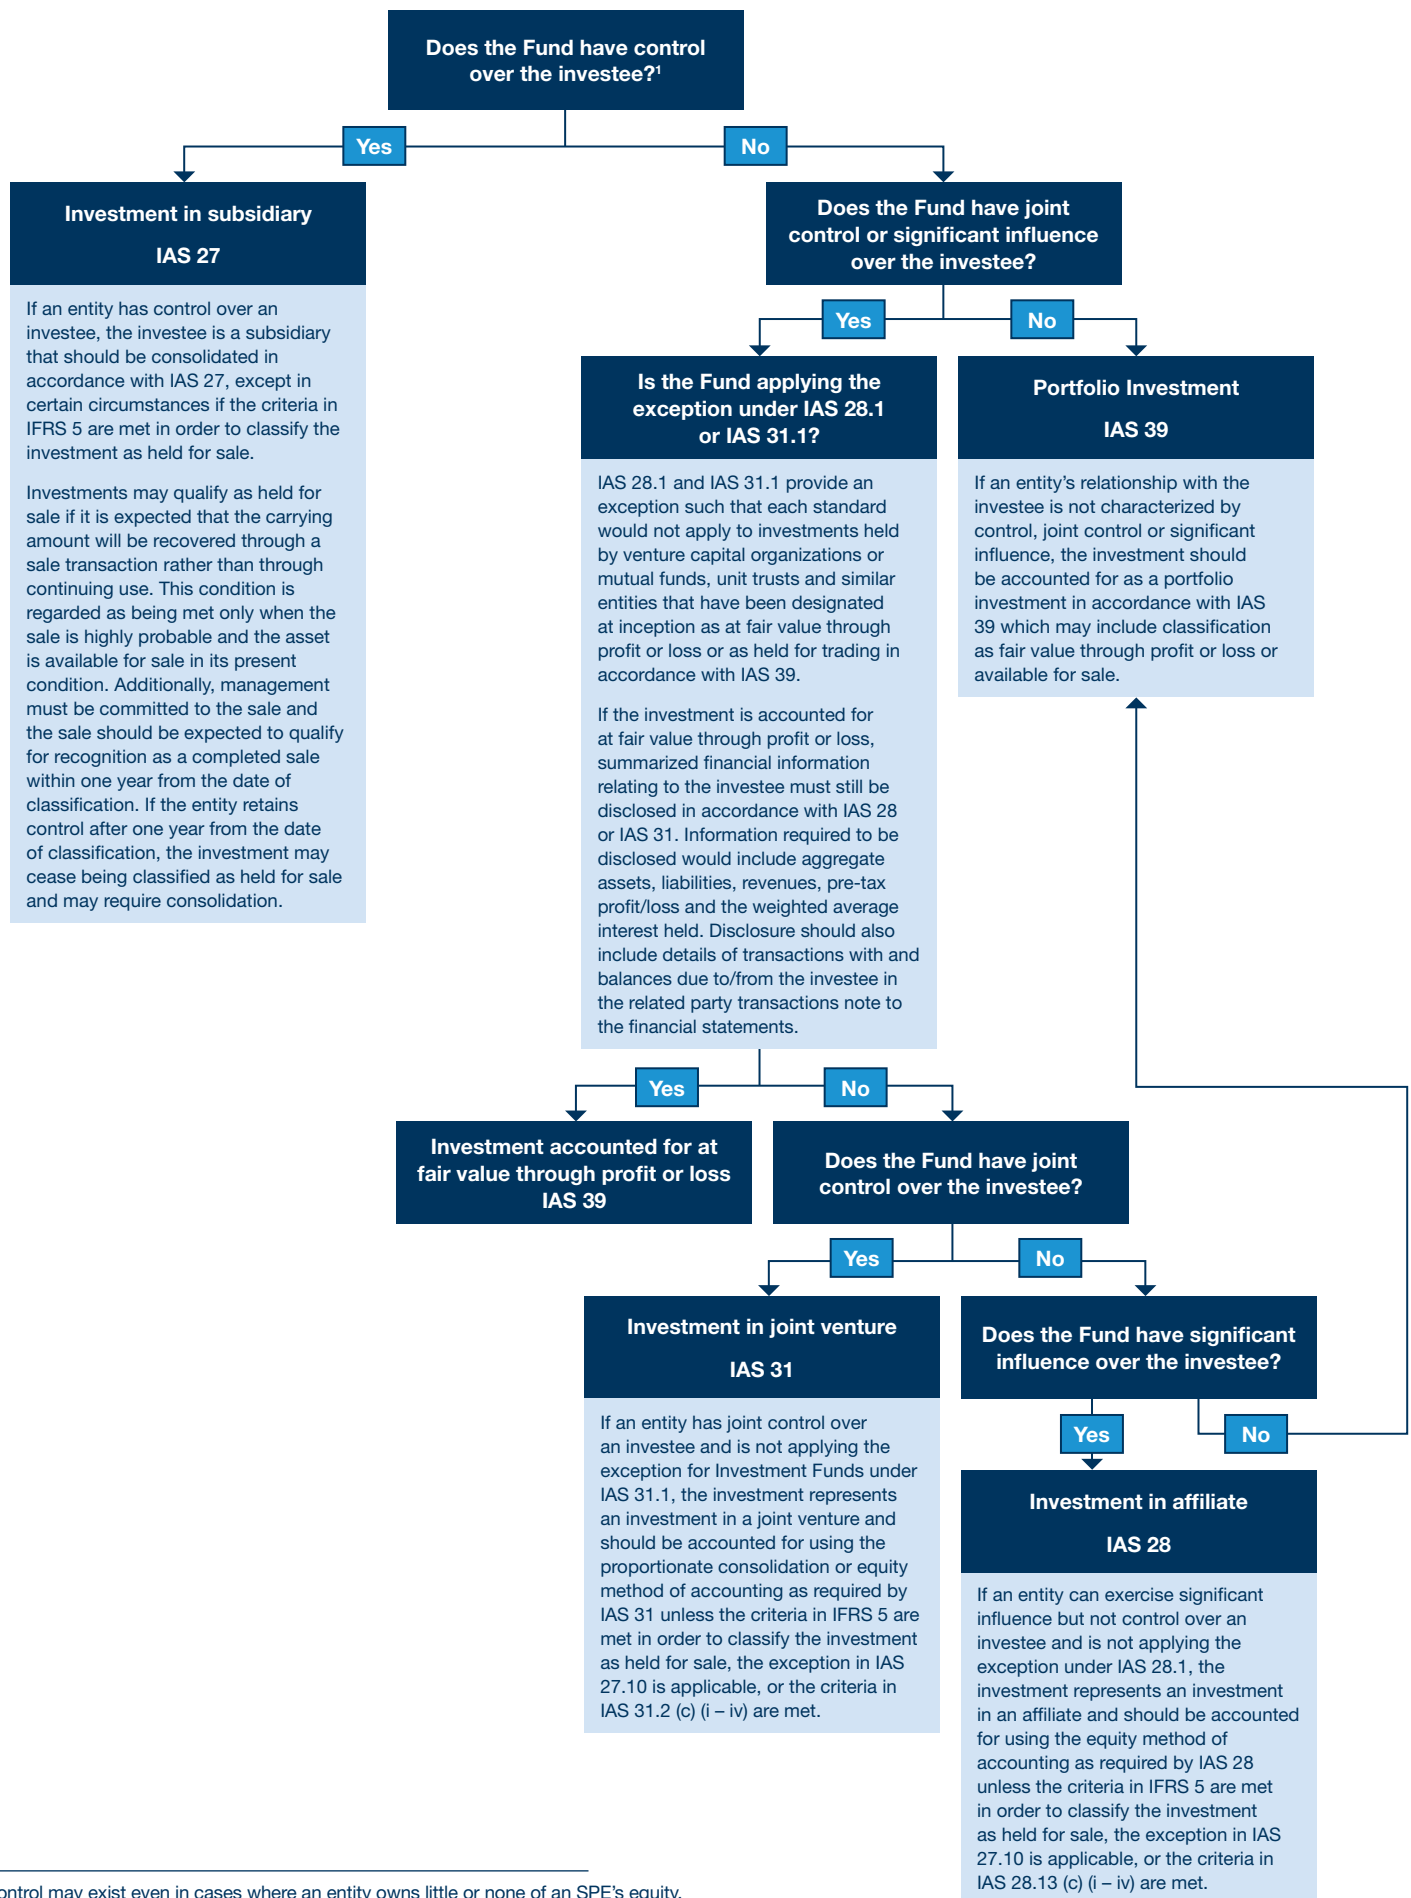 Does the Fund have control
over the investee?¹
Yes
No
Investment in subsidiary
IAS 27
If an entity has control over an
investee, the investee is a subsidiary
that should be consolidated in
accordance with IAS 27, except in
certain circumstances if the criteria in
IFRS 5 are met in order to classify the
investment as held for sale.
Investments may qualify as held for
sale if it is expected that the carrying
amount will be recovered through a
sale transaction rather than through
continuing use. This condition is
regarded as being met only when the
sale is highly probable and the asset
is available for sale in its present
condition. Additionally, management
must be committed to the sale and
the sale should be expected to qualify
for recognition as a completed sale
within one year from the date of
classification. If the entity retains
control after one year from the date
of classification, the investment may
cease being classified as held for sale
and may require consolidation.
Does the Fund have joint
control or significant influence
over the investee?
Yes
No
Is the Fund applying the
exception under IAS 28.1
or IAS 31.1?
IAS 28.1 and IAS 31.1 provide an
exception such that each standard
would not apply to investments held
by venture capital organizations or
mutual funds, unit trusts and similar
entities that have been designated
at inception as at fair value through
profit or loss or as held for trading in
accordance with IAS 39.
If the investment is accounted for
at fair value through profit or loss,
summarized financial information
relating to the investee must still be
disclosed in accordance with IAS 28
or IAS 31. Information required to be
disclosed would include aggregate
assets, liabilities, revenues, pre-tax
profit/loss and the weighted average
interest held. Disclosure should also
include details of transactions with and
balances due to/from the investee in
the related party transactions note to
the financial statements.
Portfolio Investment
IAS 39
If an entity's relationship with the
investee is not characterized by
control, joint control or significant
influence, the investment should
be accounted for as a portfolio
investment in accordance with IAS
39 which may include classification
as fair value through profit or loss or
available for sale.
Yes
No
Investment accounted for at
fair value through profit or loss
IAS 39
Does the Fund have joint
control over the investee?
Yes
No
Investment in joint venture
IAS 31
If an entity has joint control over
an investee and is not applying the
exception for Investment Funds under
IAS 31.1, the investment represents
an investment in a joint venture and
should be accounted for using the
proportionate consolidation or equity
method of accounting as required by
IAS 31 unless the criteria in IFRS 5 are
met in order to classify the investment
as held for sale, the exception in IAS
27.10 is applicable, or the criteria in
IAS 31.2 (c) (i – iv) are met.
Does the Fund have significant
influence over the investee?
Yes
No
Investment in affiliate
IAS 28
If an entity can exercise significant
influence but not control over an
investee and is not applying the
exception under IAS 28.1, the
investment represents an investment
in an affiliate and should be accounted
for using the equity method of
accounting as required by IAS 28
unless the criteria in IFRS 5 are met
in order to classify the investment
as held for sale, the exception in IAS
27.10 is applicable, or the criteria in
IAS 28.13 (c) (i – iv) are met.
ontrol may exist even in cases where an entity owns little or none of an SPE's equity.